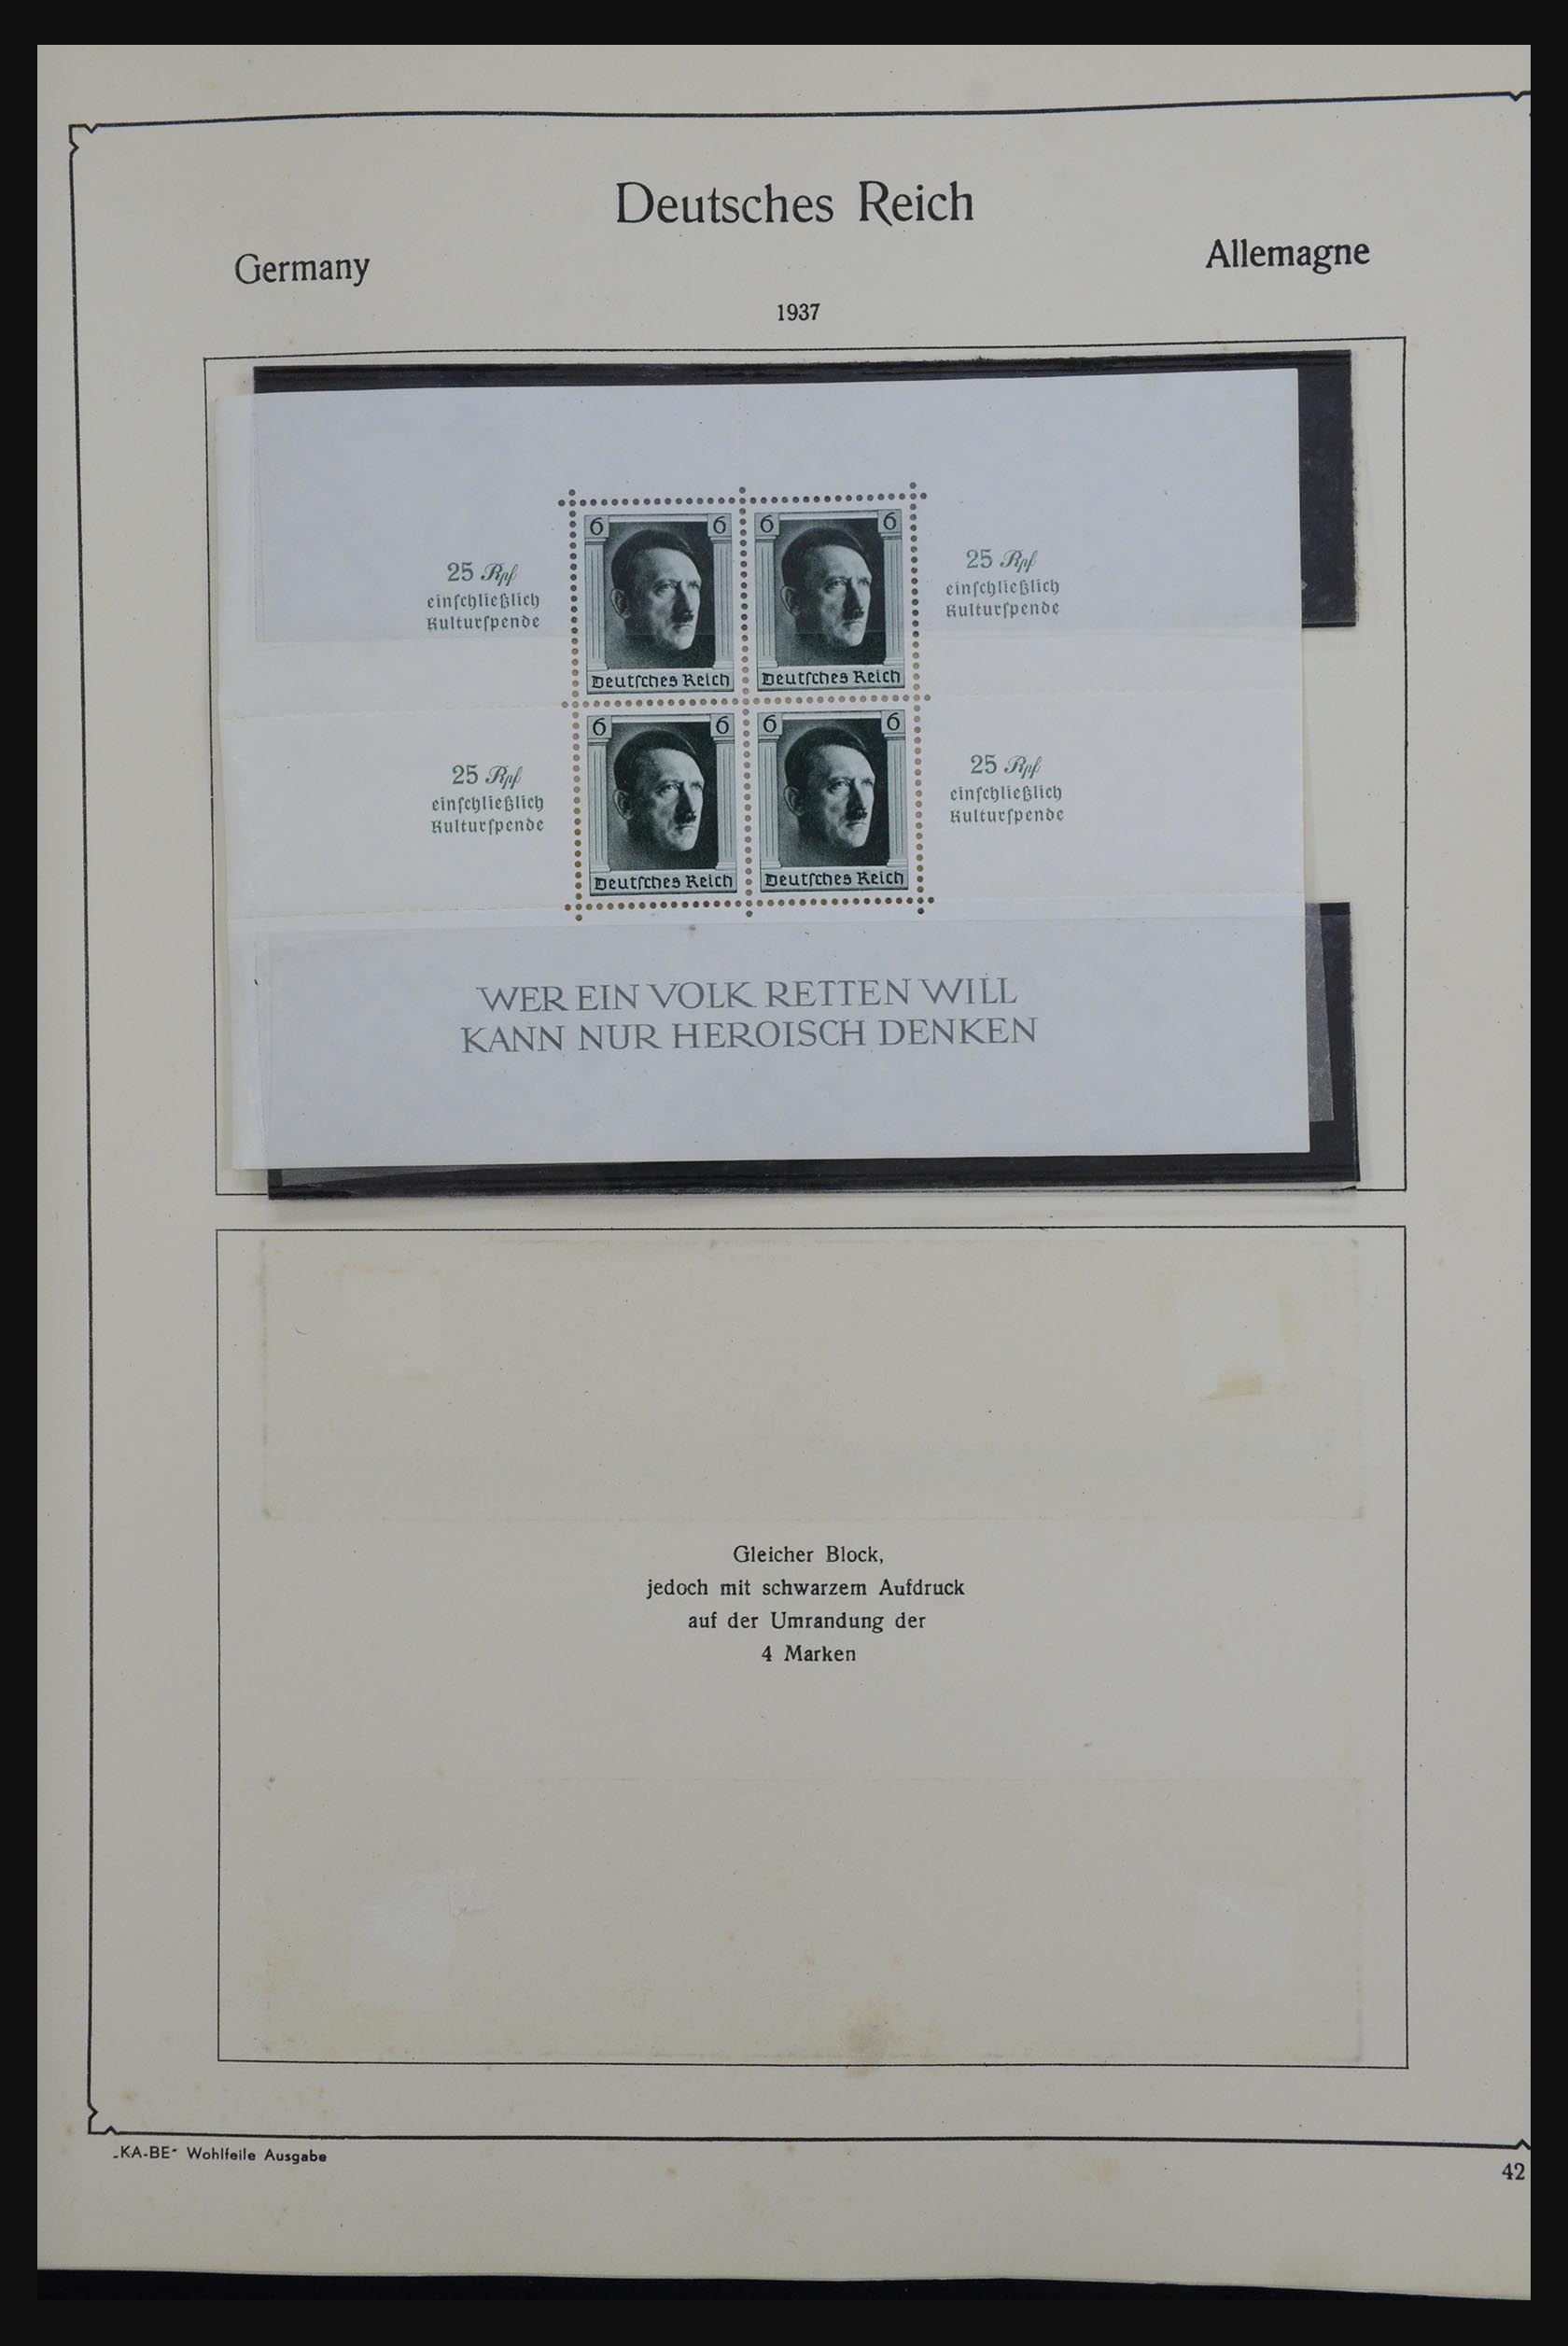 Deutsches Reich
Germany
Allemagne
1937
6 6 6 6
25 Rpf
einſchließlich
Kulturſpende
25 Rpf
einſchließlich
Kulturſpende
Deutſches Reich Deutſches Reich
6 6 6 6
25 Rpf
einſchließlich
Kulturſpende
25 Rpf
einſchließlich
Kulturſpende
Deutſches Reich Deutſches Reich
WER EIN VOLK RETTEN WILL
KANN NUR HEROISCH DENKEN
Gleicher Block,
jedoch mit schwarzem Aufdruck
auf der Umrandung der
4 Marken
„KA-BE“ Wohlfeile Ausgabe
42